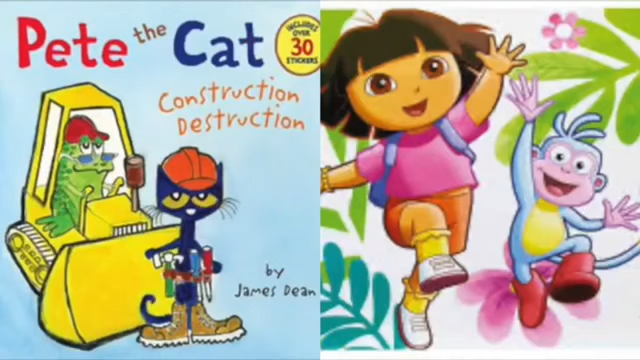 Pete the Cat
INCLUDES
OVER
30
STICKERS
Construction
Destruction
by
James Dean